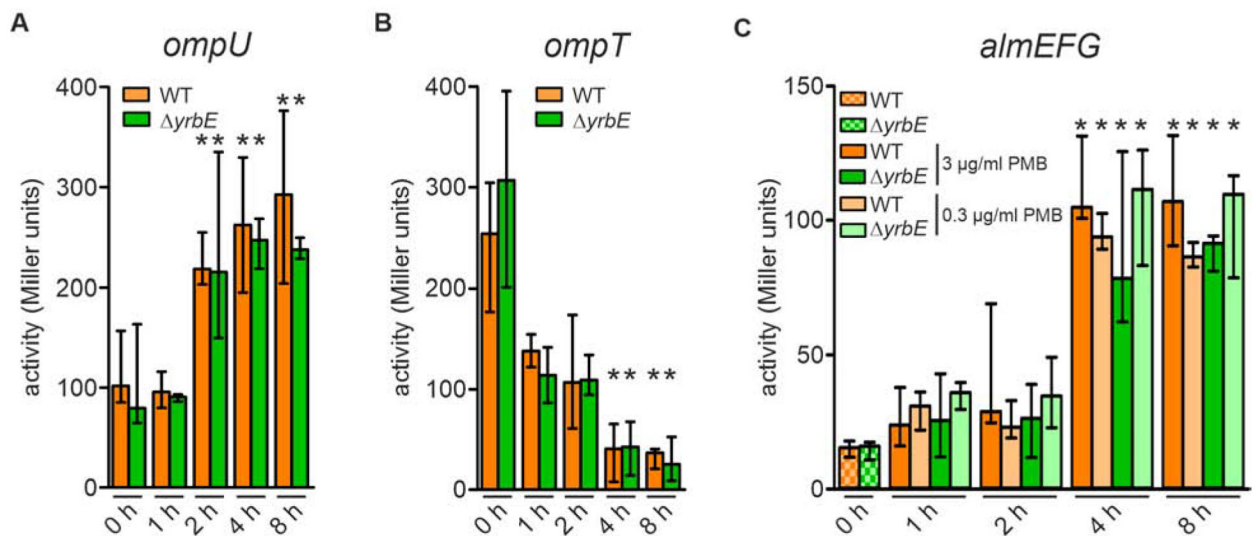 A
ompU
activity (Miller units)
400
300
200
100
0
WT
ΔyrbE
** ** **
0 h 1 h 2 h 4 h 8 h
B
ompT
activity (Miller units)
400
300
200
100
0
WT
ΔyrbE
** **
0 h 1 h 2 h 4 h 8 h
C
almEFG
activity (Miller units)
150
100
50
0
WT
ΔyrbE
WT
ΔyrbE
3 µg/ml PMB
WT
ΔyrbE
0.3 µg/ml PMB
* * * * * * * *
0 h 1 h 2 h 4 h 8 h